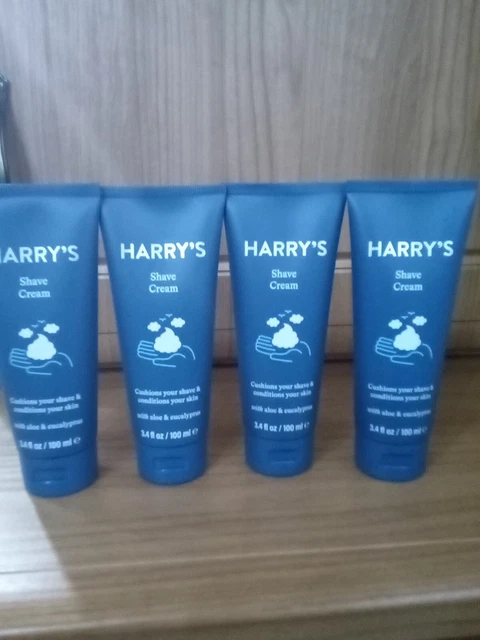 HARRY'S
Shave
Cream
Cushions your shave &
conditions your skin
with aloe & eucalyptus
3.4 fl oz / 100 ml ℮
HARRY'S
Shave
Cream
Cushions your shave &
conditions your skin
with aloe & eucalyptus
3.4 fl oz / 100 ml ℮
HARRY'S
Shave
Cream
Cushions your shave &
conditions your skin
with aloe & eucalyptus
3.4 fl oz / 100 ml ℮
HARRY'S
Shave
Cream
Cushions your shave &
conditions your skin
with aloe & eucalyptus
3.4 fl oz / 100 ml ℮